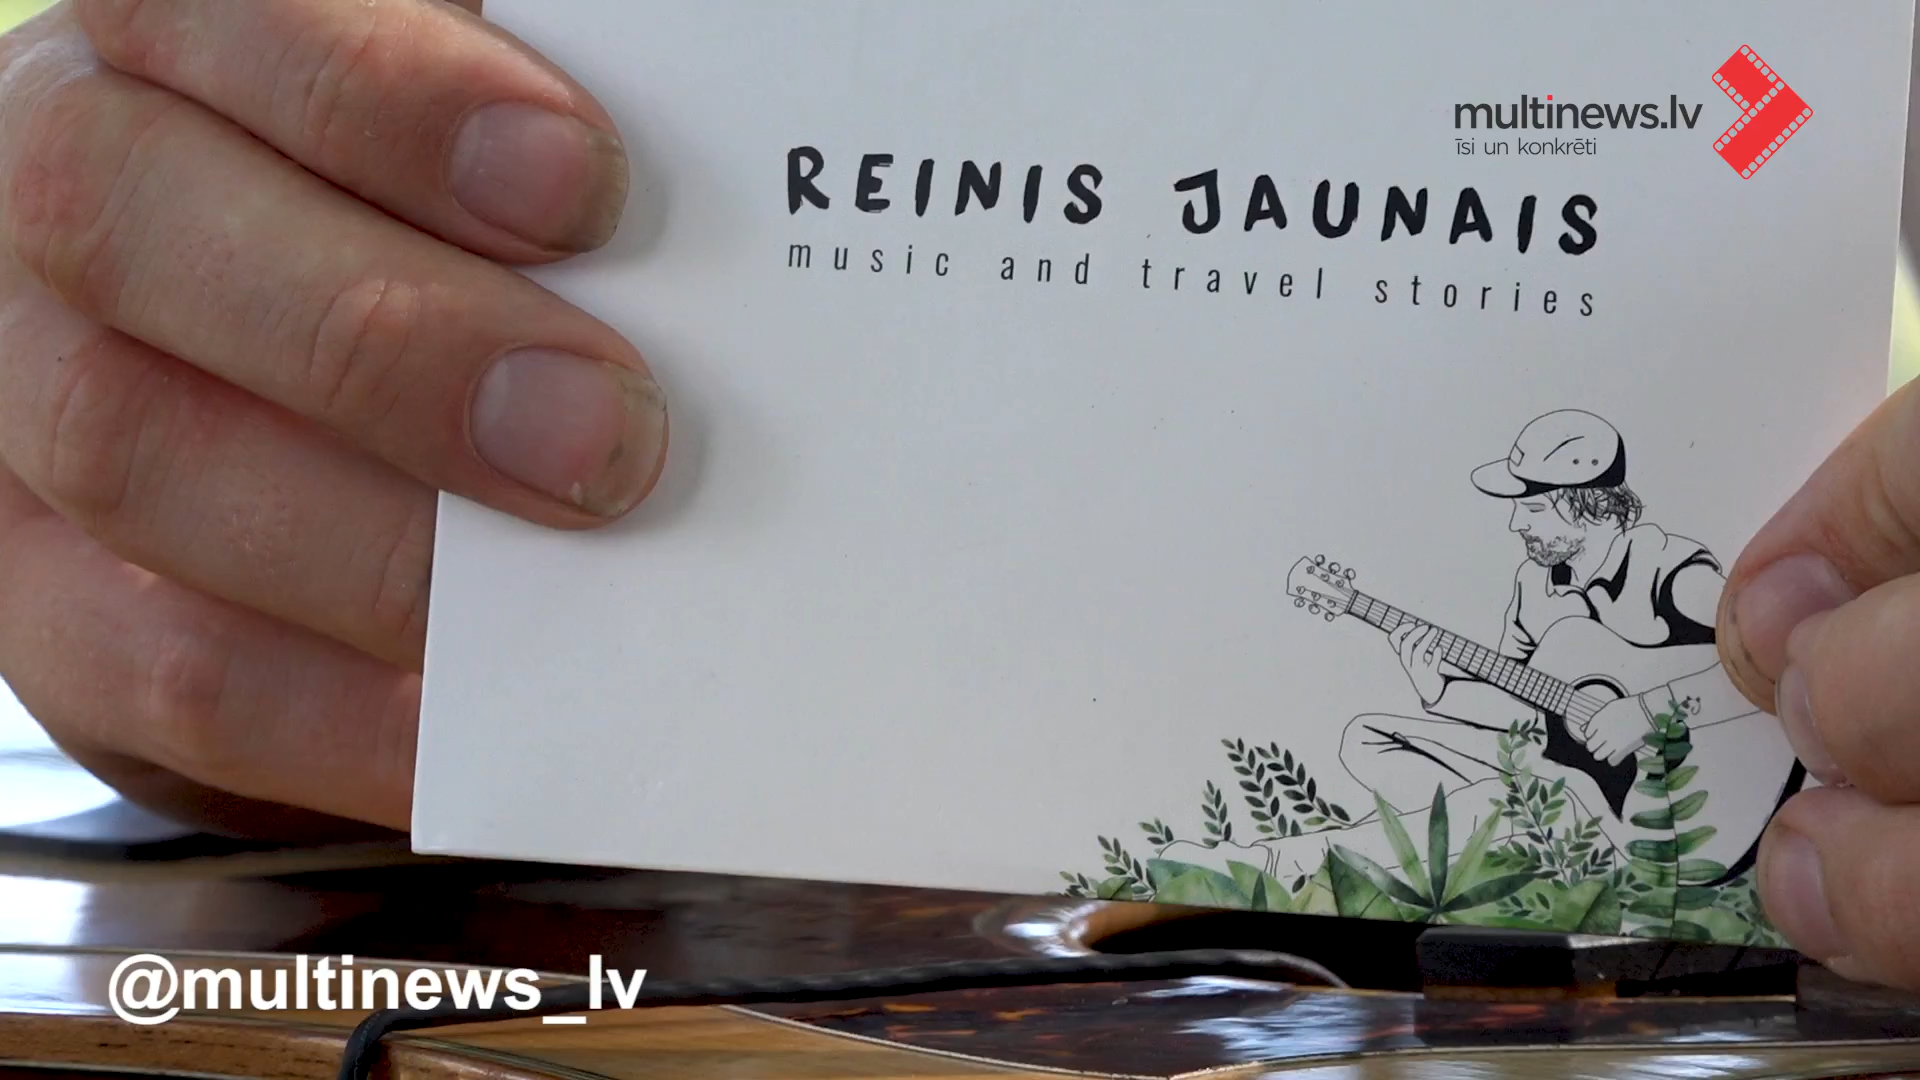 multinews.lv
īsi un konkrēti
REINIS JAUNAIS
music and travel stories
@multinews_lv